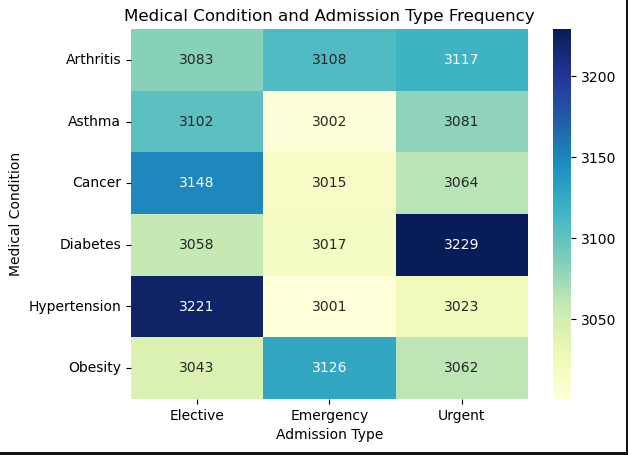 Medical Condition and Admission Type Frequency
Medical Condition
Arthritis 3083 3108 3117
Asthma 3102 3002 3081
Cancer 3148 3015 3064
Diabetes 3058 3017 3229
Hypertension 3221 3001 3023
Obesity 3043 3126 3062
Elective Emergency Urgent
Admission Type
3200
3150
3100
3050